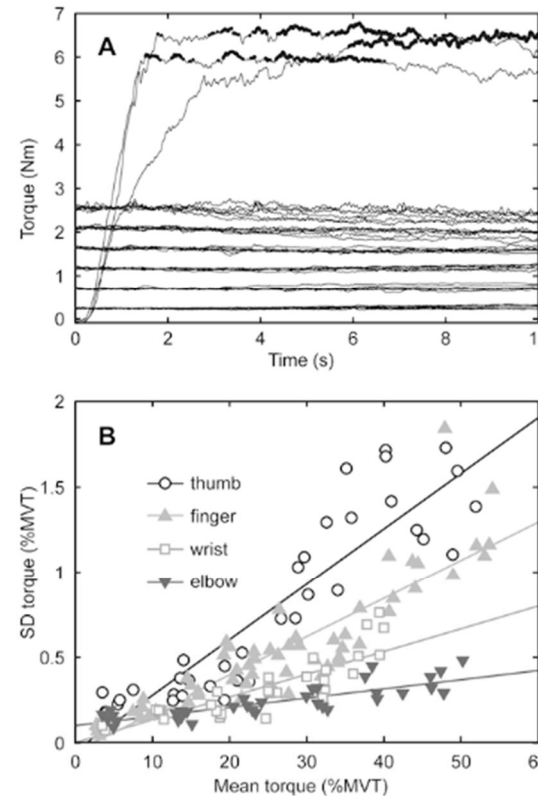 A
7
6
5
4
3
2
1
0
Torque (Nm)
0 2 4 6 8 10
Time (s)
B
2
1.5
1
0.5
0
SD torque (%MVT)
thumb
finger
wrist
elbow
0 10 20 30 40 50 60
Mean torque (%MVT)